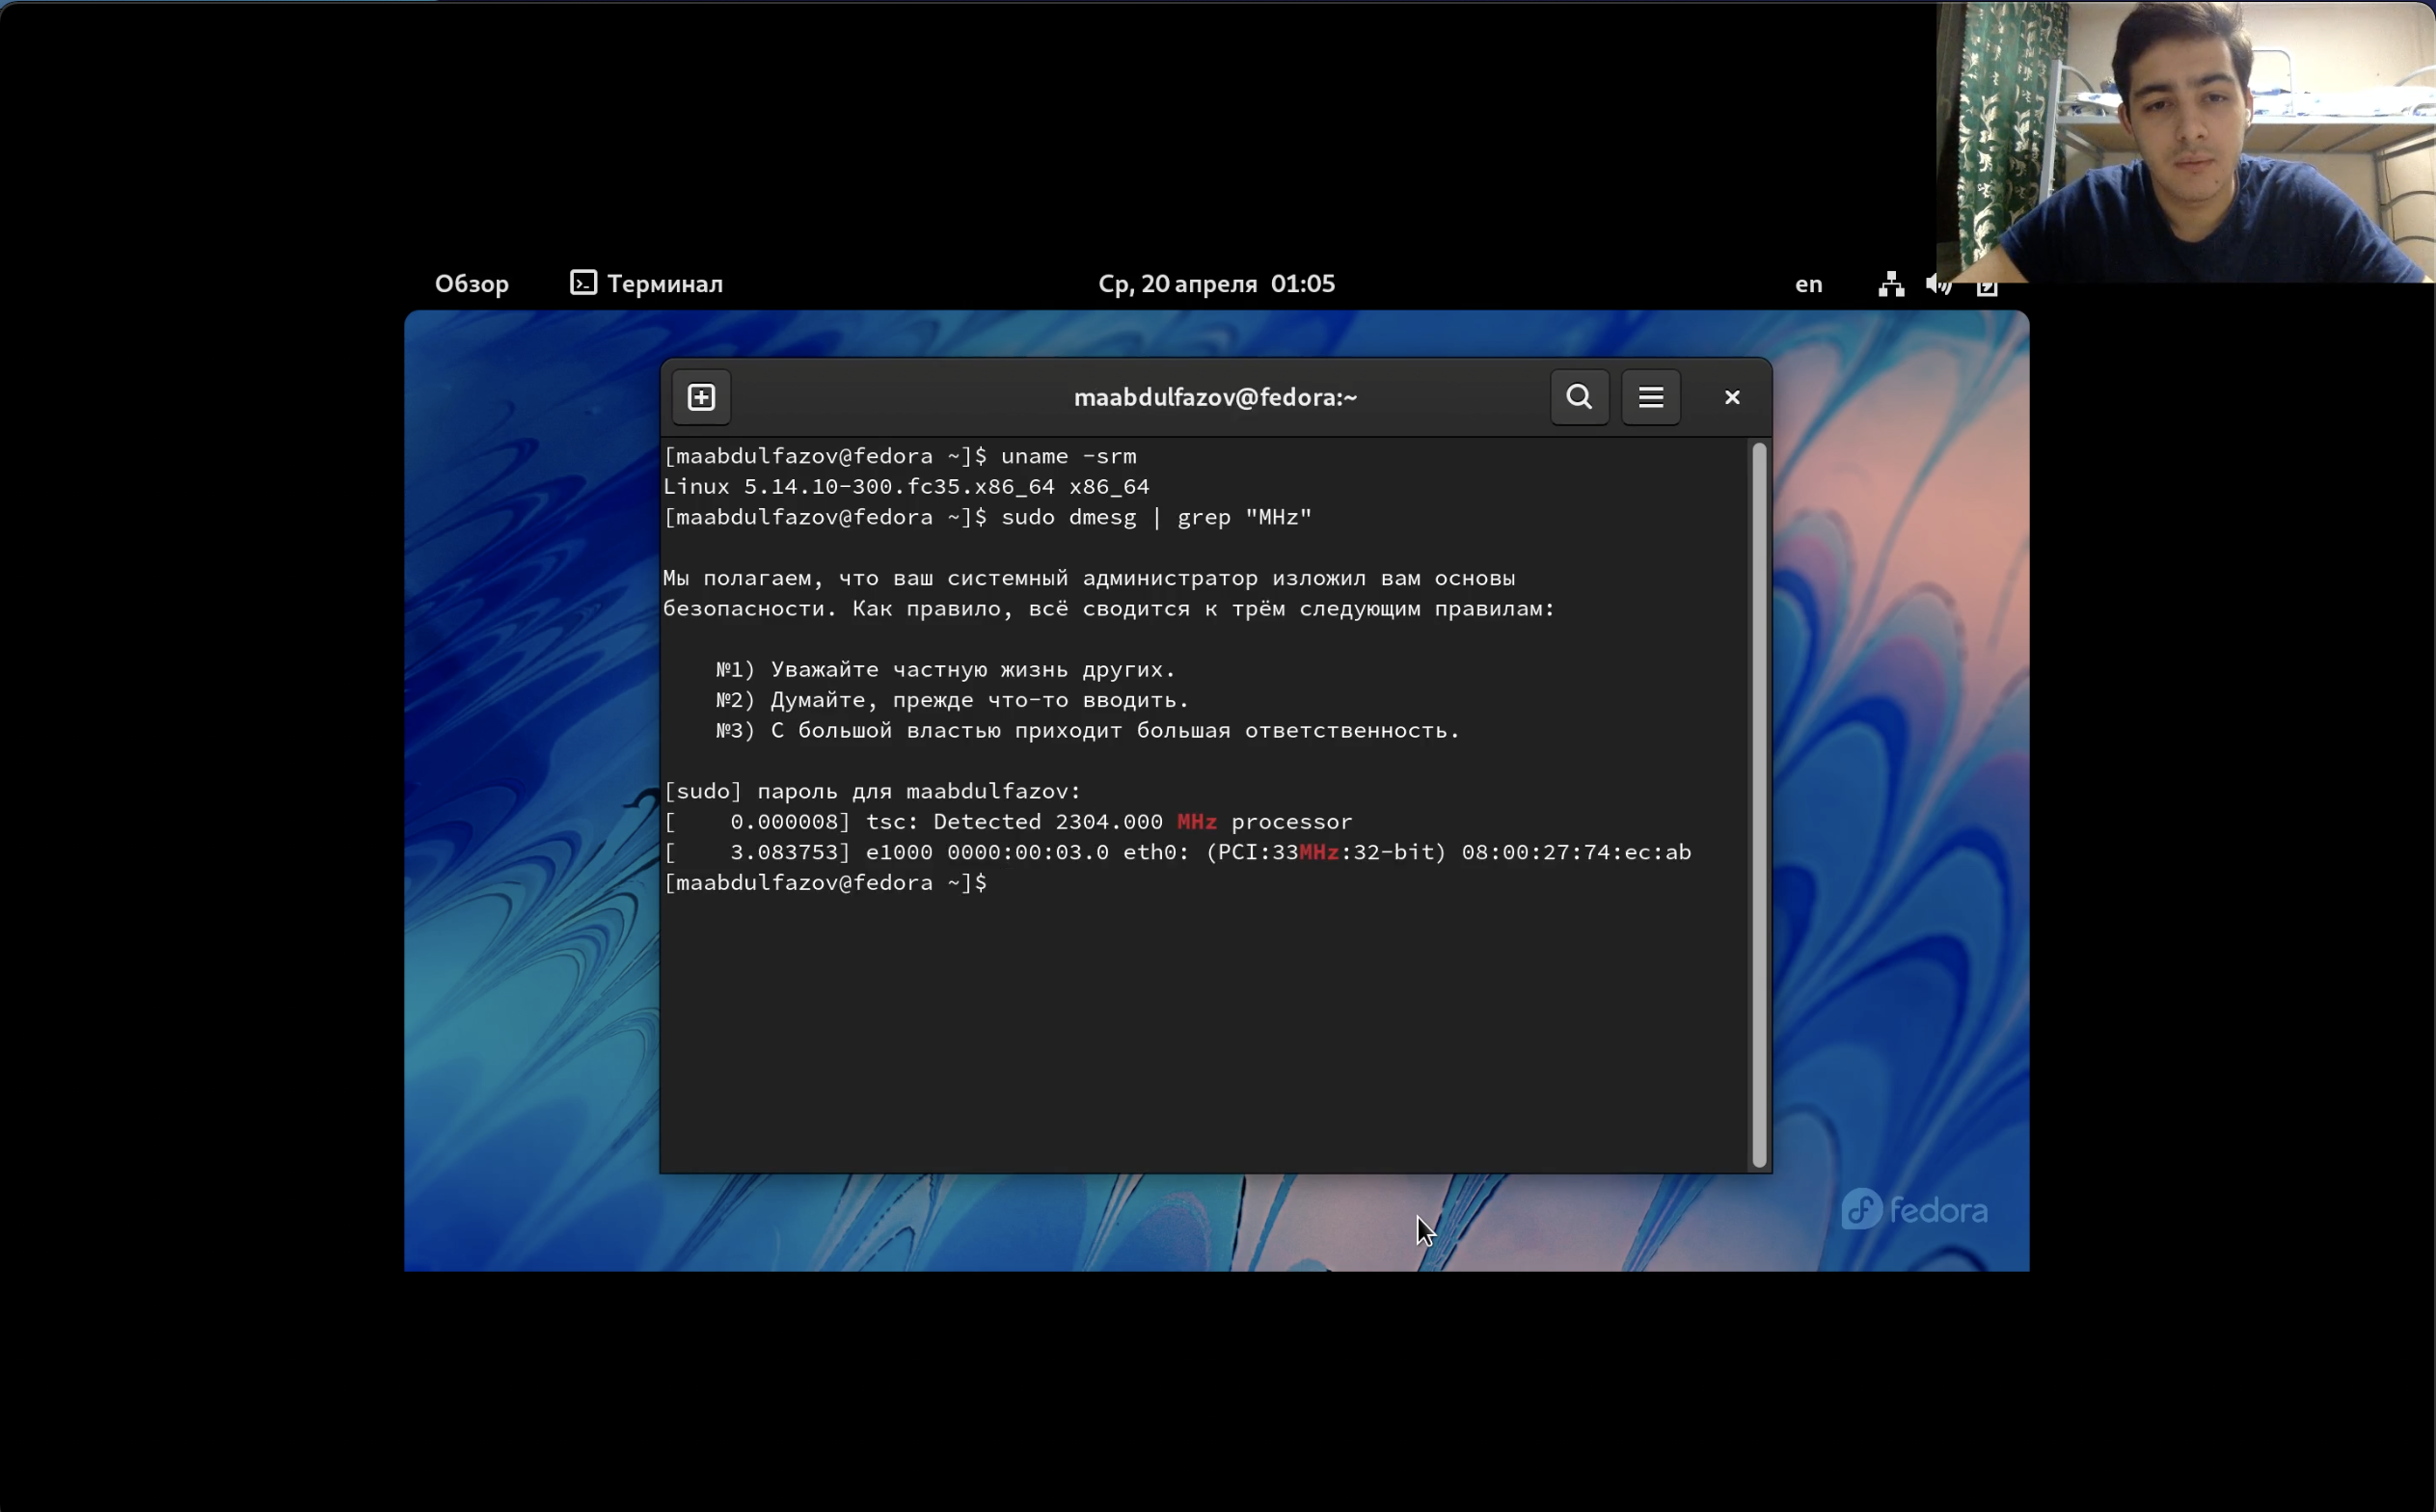 Обзор Терминал Ср, 20 апреля 01:05 en
maabdulfazov@fedora:~
[maabdulfazov@fedora ~]$ uname -srm
Linux 5.14.10-300.fc35.x86_64 x86_64
[maabdulfazov@fedora ~]$ sudo dmesg | grep "MHz"
Мы полагаем, что ваш системный администратор изложил вам основы
безопасности. Как правило, всё сводится к трём следующим правилам:
№1) Уважайте частную жизнь других.
№2) Думайте, прежде что-то вводить.
№3) С большой властью приходит большая ответственность.
[sudo] пароль для maabdulfazov:
[    0.000008] tsc: Detected 2304.000 MHz processor
[    3.083753] e1000 0000:00:03.0 eth0: (PCI:33MHz:32-bit) 08:00:27:74:ec:ab
[maabdulfazov@fedora ~]$
fedora